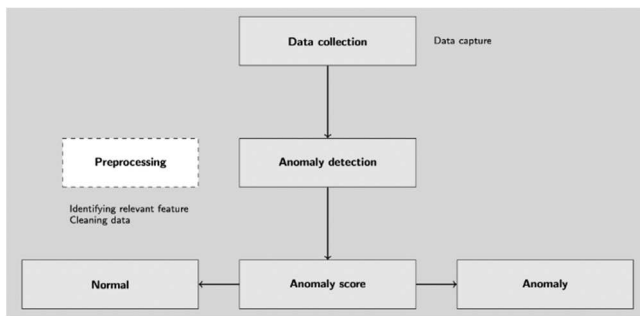 Data collection
Data capture
Preprocessing
Anomaly detection
Identifying relevant feature
Cleaning data
Normal
Anomaly score
Anomaly